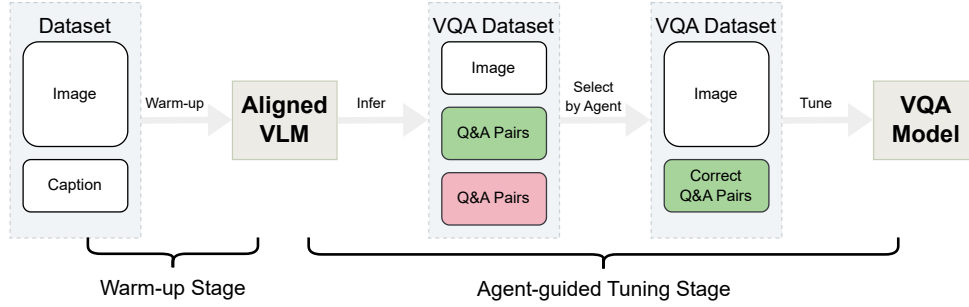 Dataset
Image
Caption
Warm-up
Aligned
VLM
Infer
VQA Dataset
Image
Q&A Pairs
Q&A Pairs
Select
by Agent
VQA Dataset
Image
Correct
Q&A Pairs
Tune
VQA
Model
Warm-up Stage
Agent-guided Tuning Stage